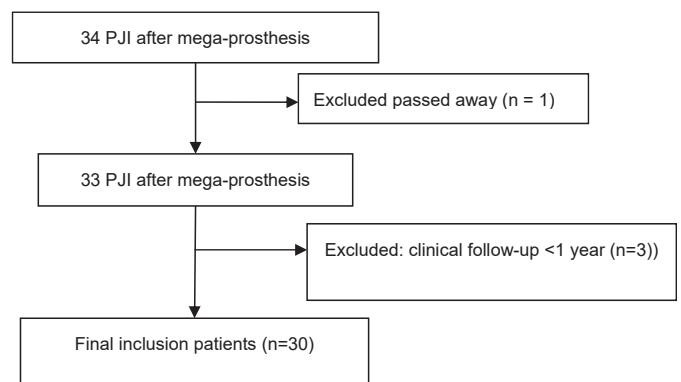 34 PJI after mega-prosthesis
Excluded passed away (n = 1)
33 PJI after mega-prosthesis
Excluded: clinical follow-up <1 year (n=3))
Final inclusion patients (n=30)